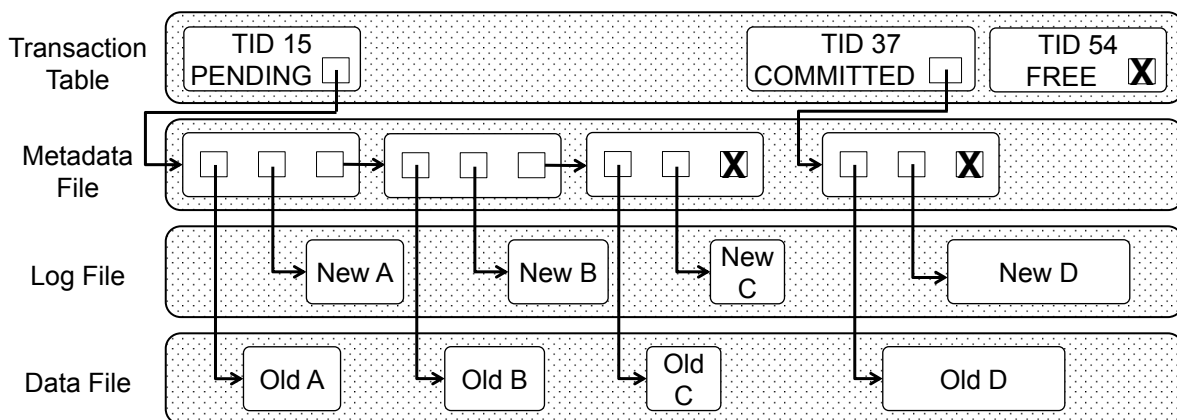 Transaction
Table
TID 15
PENDING
TID 37
COMMITTED
TID 54
FREE
X
Metadata
File
X
X
Log File
New A
New B
New
C
New D
Data File
Old A
Old B
Old
C
Old D